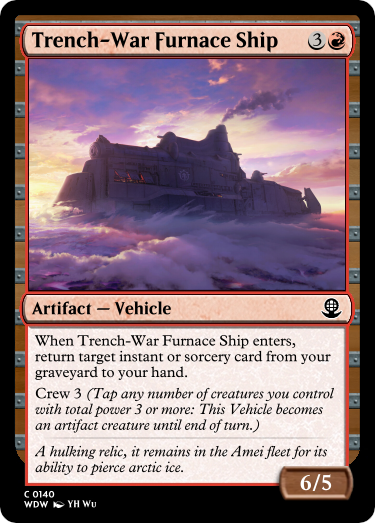 Trench-War Furnace Ship 3
Artifact — Vehicle
When Trench-War Furnace Ship enters,
return target instant or sorcery card from your
graveyard to your hand.
Crew 3 (Tap any number of creatures you control
with total power 3 or more: This Vehicle becomes
an artifact creature until end of turn.)
A hulking relic, it remains in the Amei fleet for its
ability to pierce arctic ice.
6/5
C 0140
WDW YH Wu